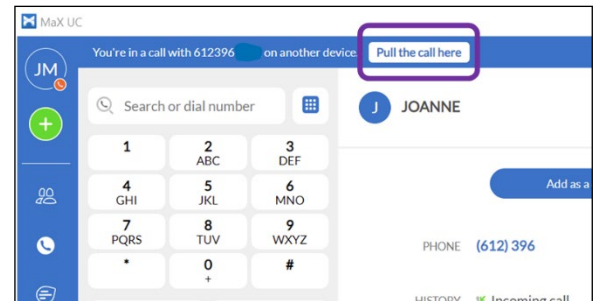 MaX UC
JM
You're in a call with 612396 on another device
Pull the call here
Search or dial number
J JOANNE
1 2 3
ABC DEF
4 5 6
GHI JKL MNO
Add as a
7 8 9
PQRS TUV WXYZ
PHONE (612) 396
* 0 #
+
HISTORY Incoming call